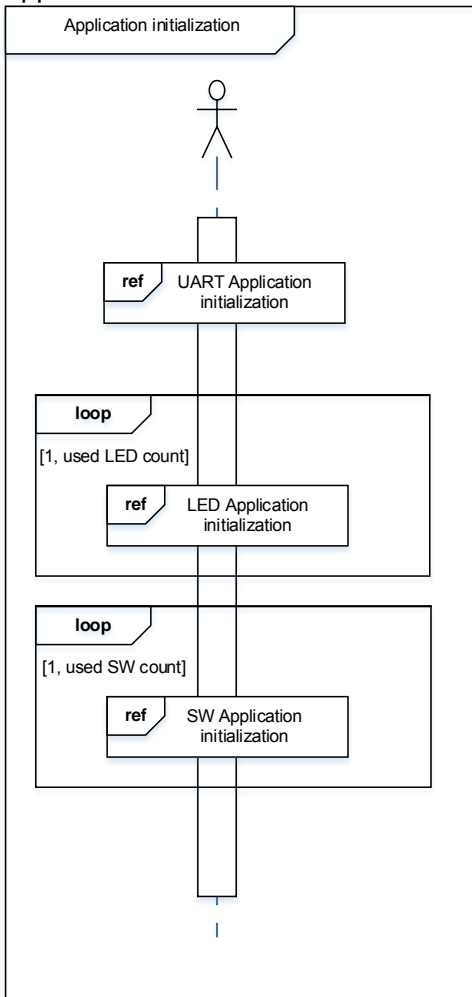 Application initialization
ref
UART Application
initialization
loop
[1, used LED count]
ref
LED Application
initialization
loop
[1, used SW count]
ref
SW Application
initialization